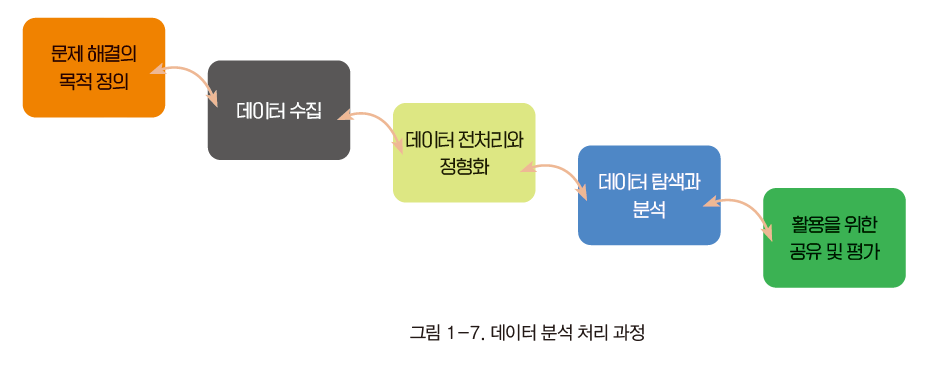 문제 해결의
목적 정의
데이터 수집
데이터 전처리와
정형화
데이터 탐색과
분석
활용을 위한
공유 및 평가
그림 1-7. 데이터 분석 처리 과정